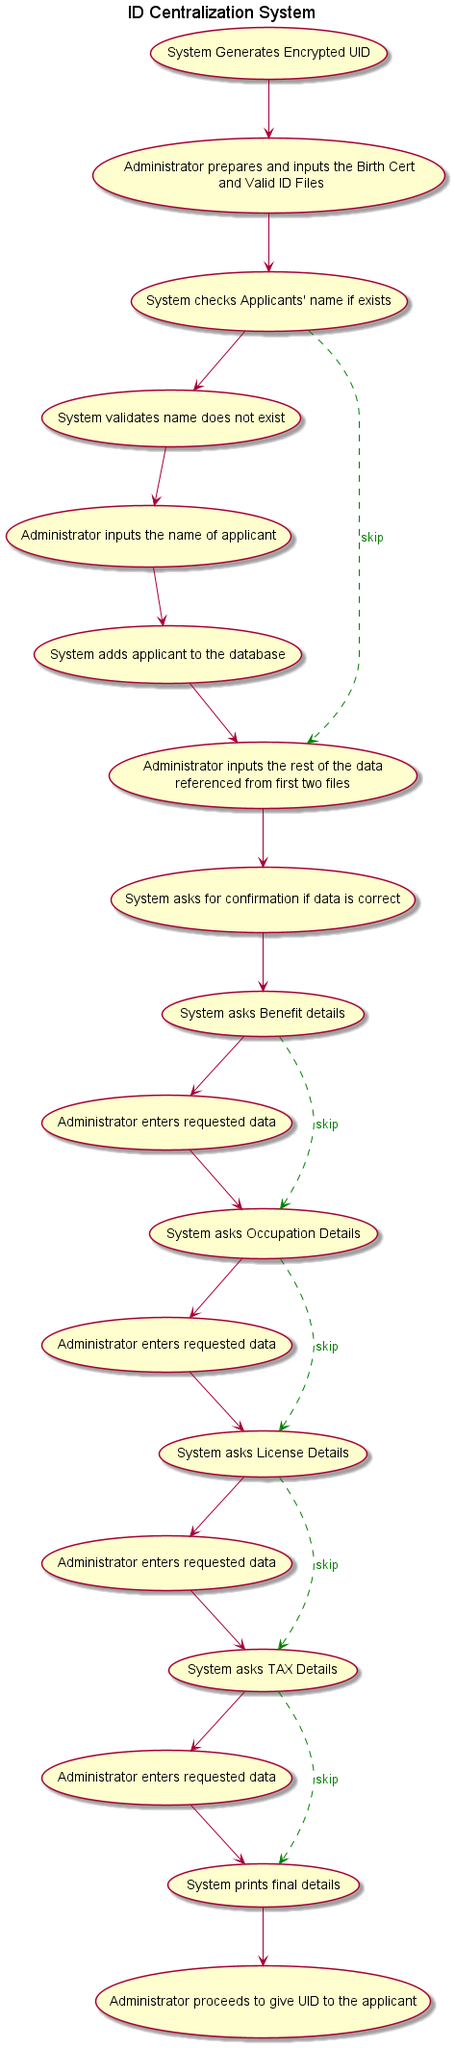 ID Centralization System
System Generates Encrypted UID
Administrator prepares and inputs the Birth Cert
and Valid ID Files
System checks Applicants' name if exists
System validates name does not exist
Administrator inputs the name of applicant
skip
System adds applicant to the database
Administrator inputs the rest of the data
referenced from first two files
System asks for confirmation if data is correct
System asks Benefit details
Administrator enters requested data
skip
System asks Occupation Details
Administrator enters requested data
skip
System asks License Details
Administrator enters requested data
skip
System asks TAX Details
Administrator enters requested data
skip
System prints final details
Administrator proceeds to give UID to the applicant